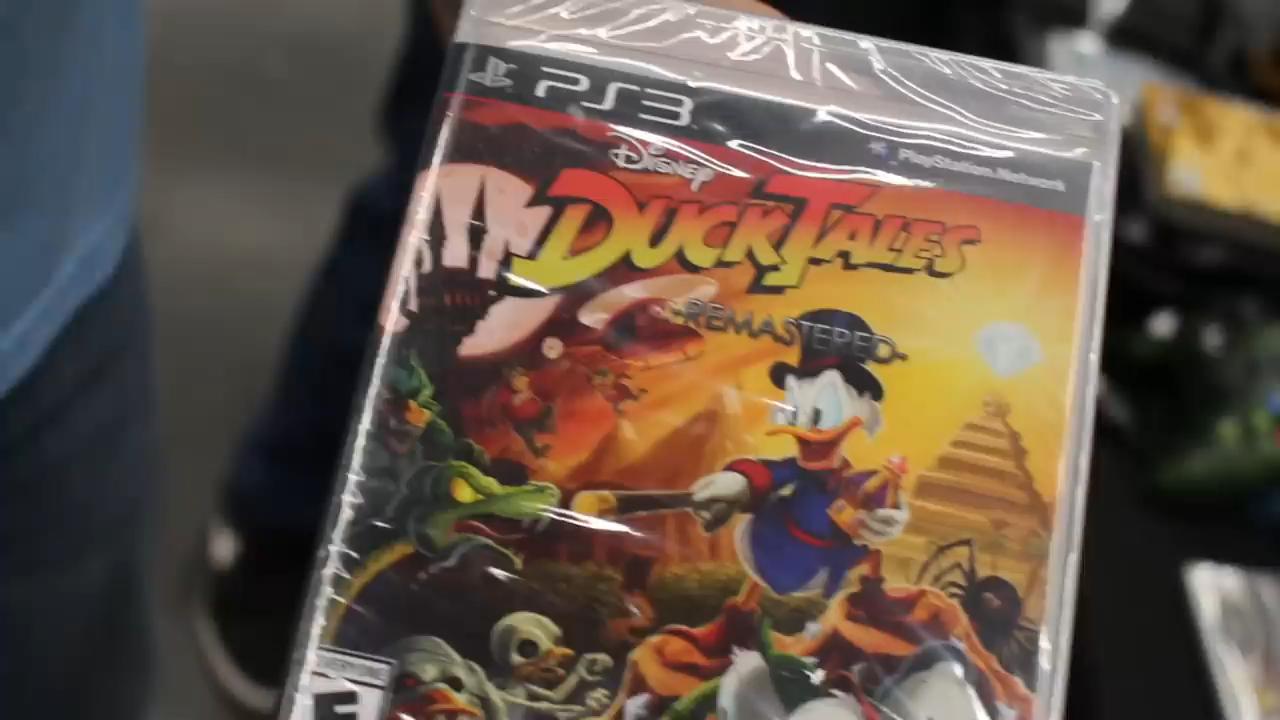 PS3
PlayStation Network
DISNEY
DUCKTALES
-REMASTERED-
E